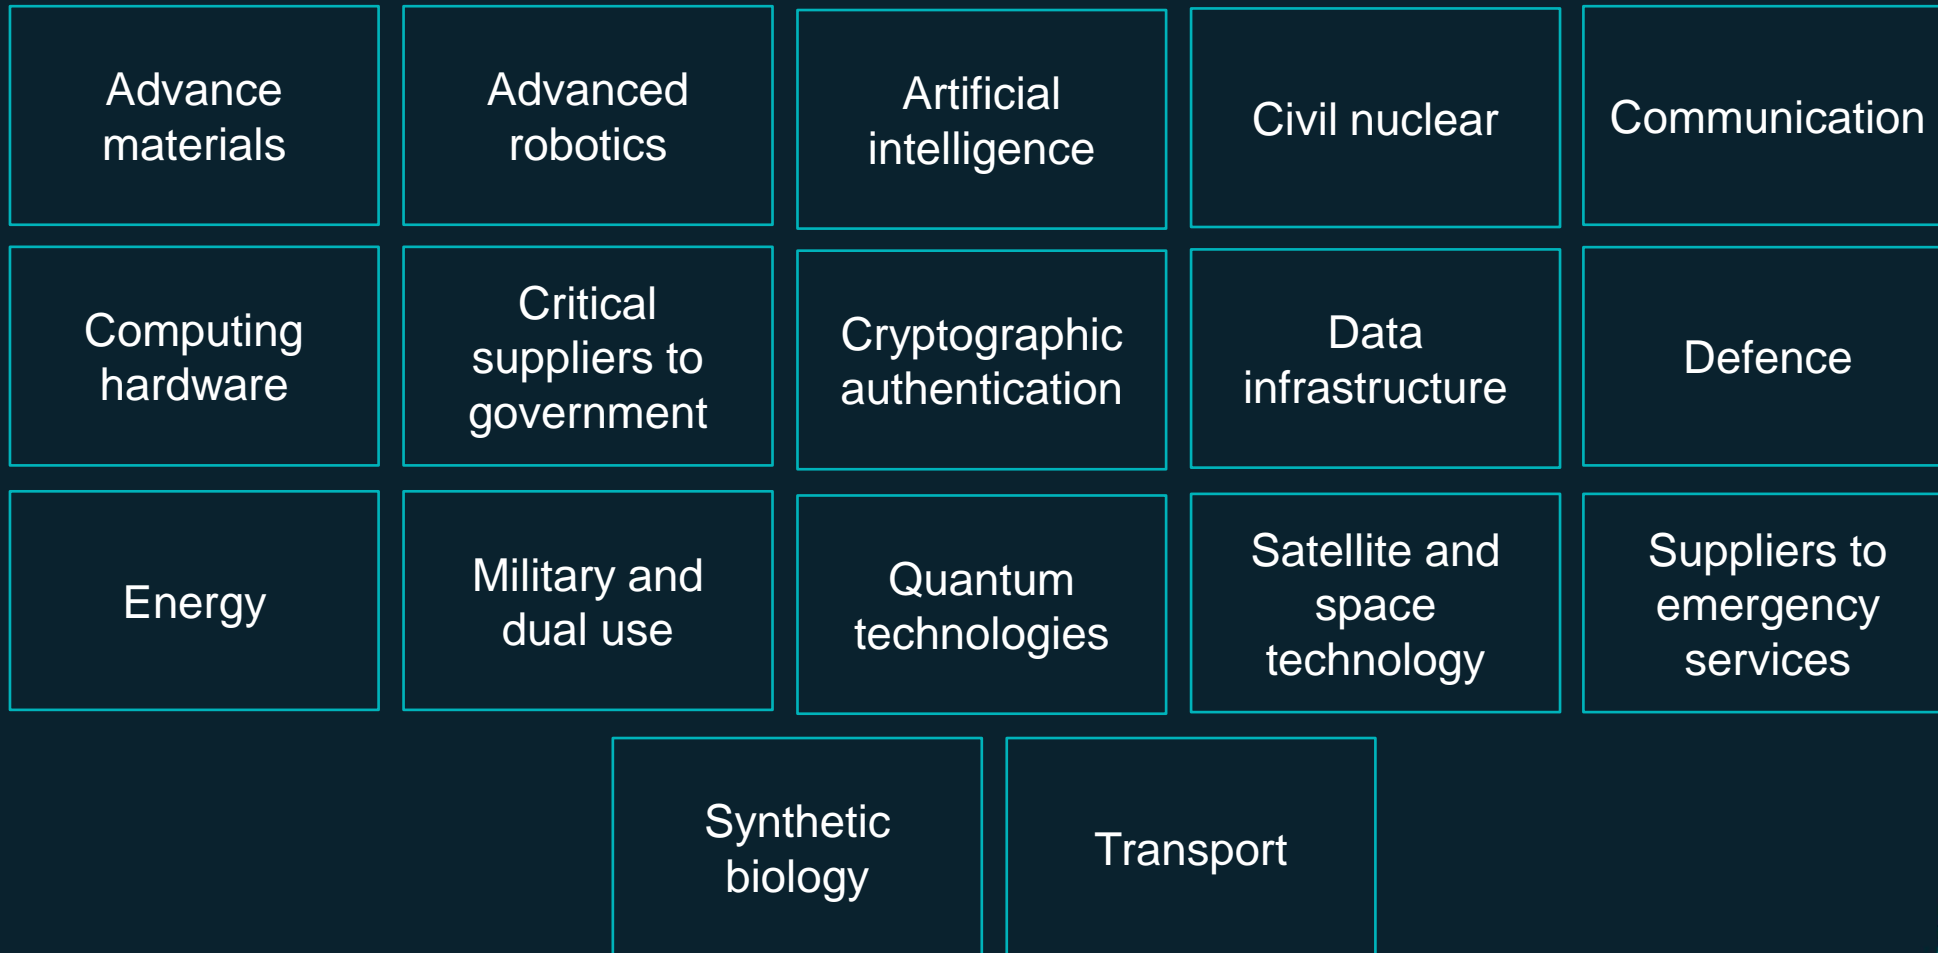 Advance
materials
Advanced
robotics
Artificial
intelligence
Civil nuclear
Communication
Computing
hardware
Critical
suppliers to
government
Cryptographic
authentication
Data
infrastructure
Defence
Energy
Military and
dual use
Quantum
technologies
Satellite and
space
technology
Suppliers to
emergency
services
Synthetic
biology
Transport